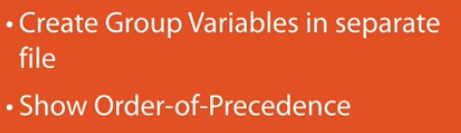 • Create Group Variables in separate
file
• Show Order-of-Precedence